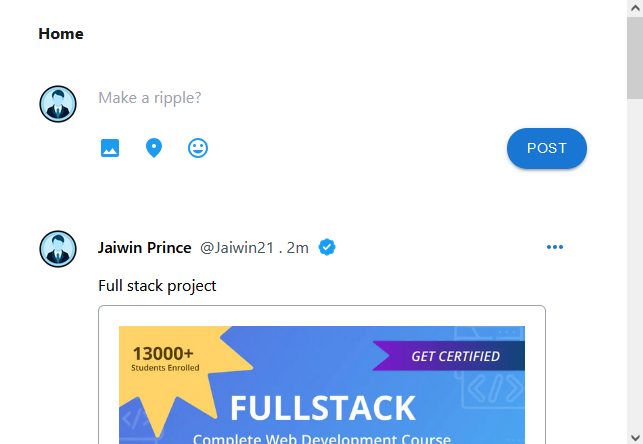 Home
Make a ripple?
POST
Jaiwin Prince @Jaiwin21 . 2m
Full stack project
13000+
Students Enrolled
GET CERTIFIED
FULLSTACK
Complete Web Development Course